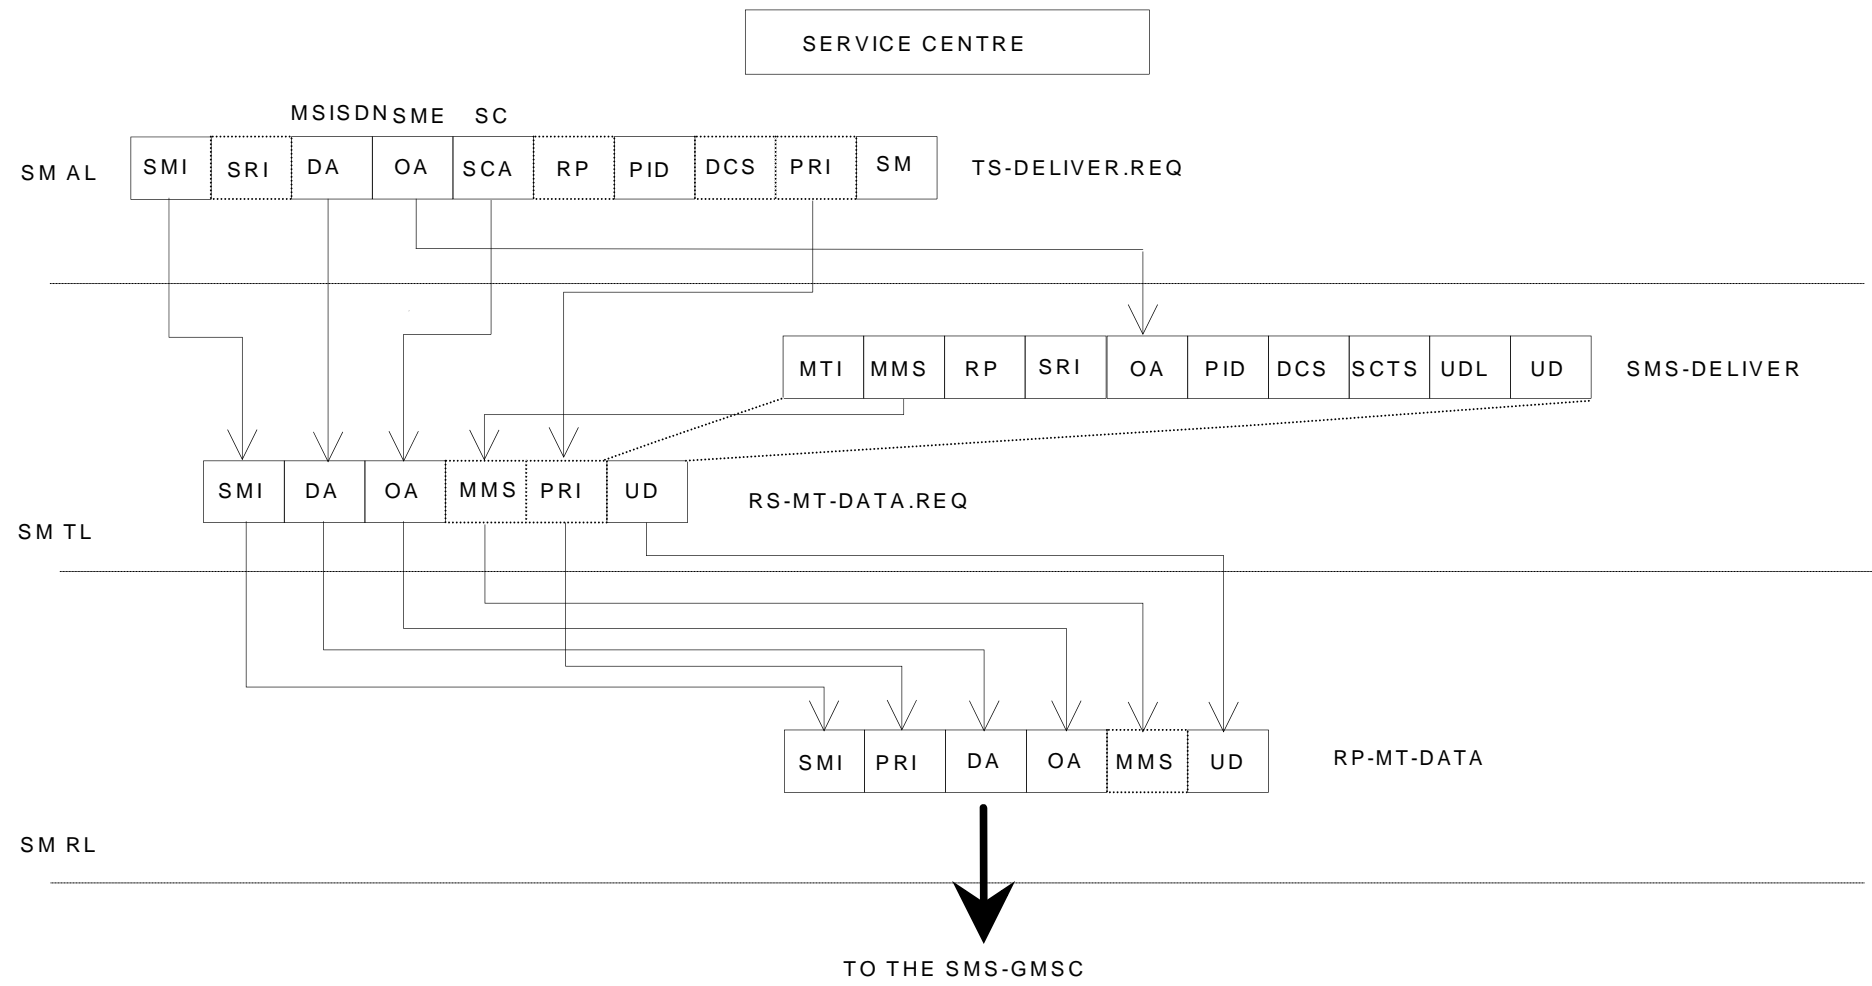 SERVICE CENTRE
MSISDN SME SC
SM AL SMI SRI DA OA SCA RP PID DCS PRI SM TS-DELIVER.REQ
MTI MMS RP SRI OA PID DCS SCTS UDL UD SMS-DELIVER
SMI DA OA MMS PRI UD RS-MT-DATA.REQ
SM TL
SMI PRI DA OA MMS UD RP-MT-DATA
SM RL
TO THE SMS-GMSC